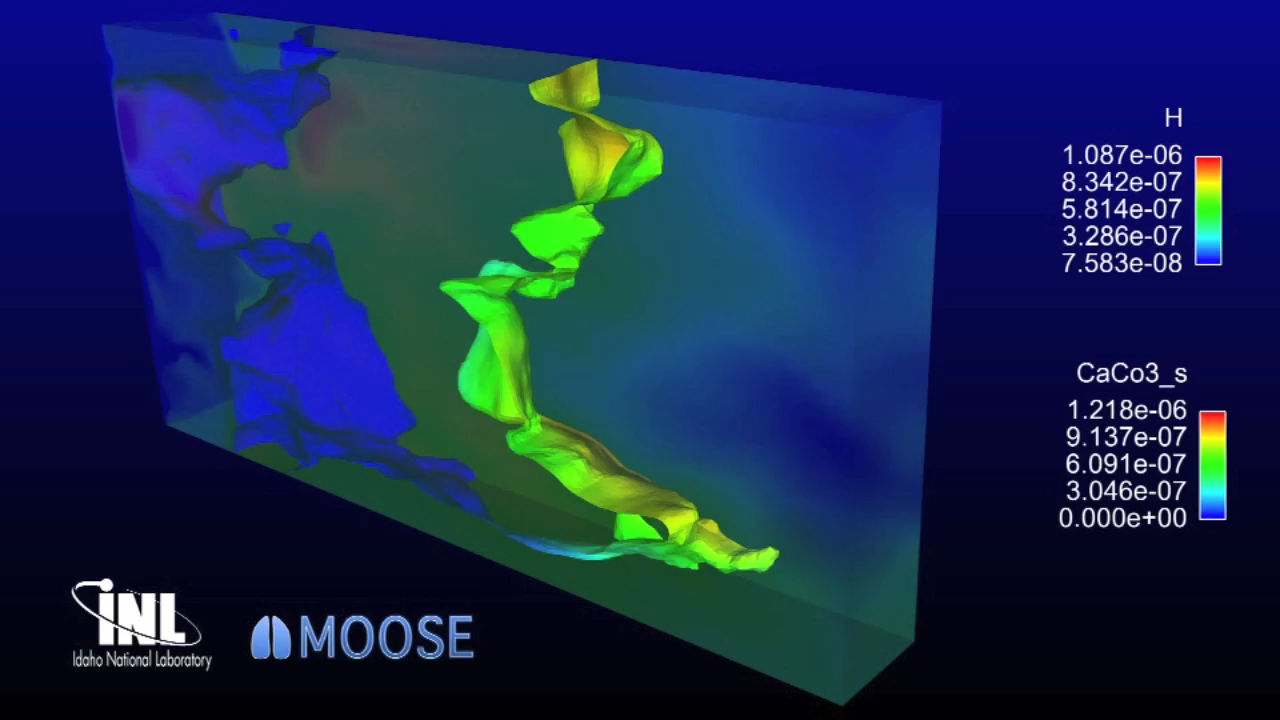 H
1.087e-06
8.342e-07
5.814e-07
3.286e-07
7.583e-08
CaCo3_s
1.218e-06
9.137e-07
6.091e-07
3.046e-07
0.000e+00
iNL
Idaho National Laboratory
MOOSE